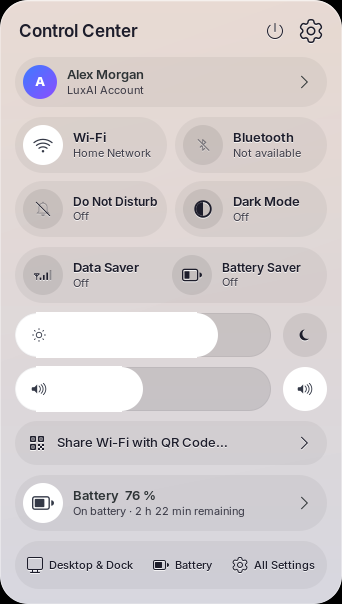 Control Center
A
Alex Morgan
LuxAI Account
Wi-Fi
Home Network
Bluetooth
Not available
Do Not Disturb
Off
Dark Mode
Off
Data Saver
Off
Battery Saver
Off
Share Wi-Fi with QR Code...
Battery 76 %
On battery · 2 h 22 min remaining
Desktop & Dock
Battery
All Settings